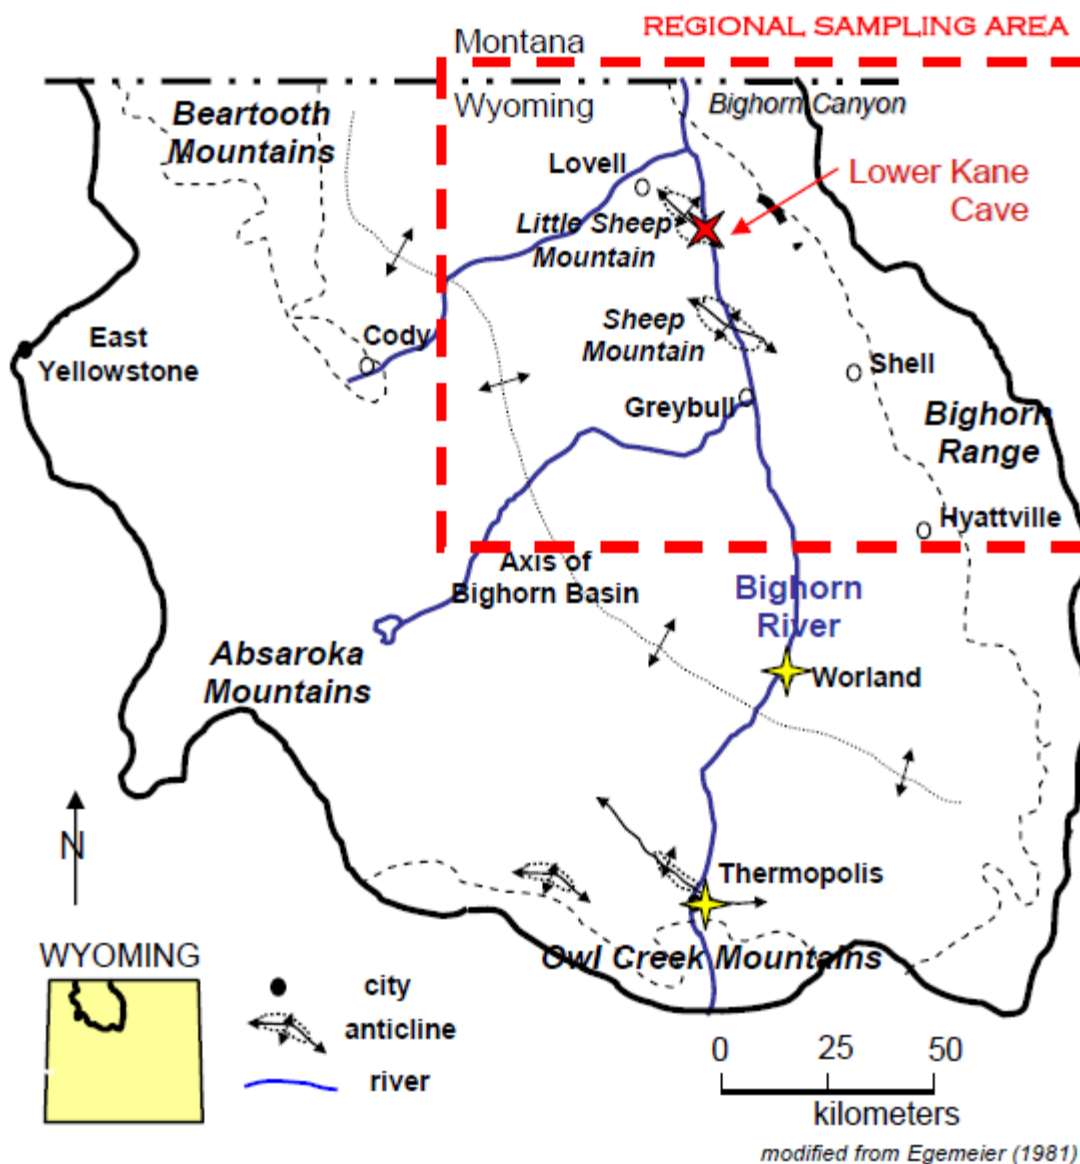 REGIONAL SAMPLING AREA
Montana
Wyoming
Bighorn Canyon
Beartooth
Mountains
Lovell
Lower Kane
Cave
Little Sheep
Mountain
East
Yellowstone
Cody
Sheep
Mountain
Shell
Greybull
Bighorn
Range
Hyattville
Axis of
Bighorn Basin
Bighorn
River
Absaroka
Mountains
Worland
N
Thermopolis
Owl Creek Mountains
WYOMING
city
anticline
river
0 25 50
kilometers
modified from Egemeier (1981)